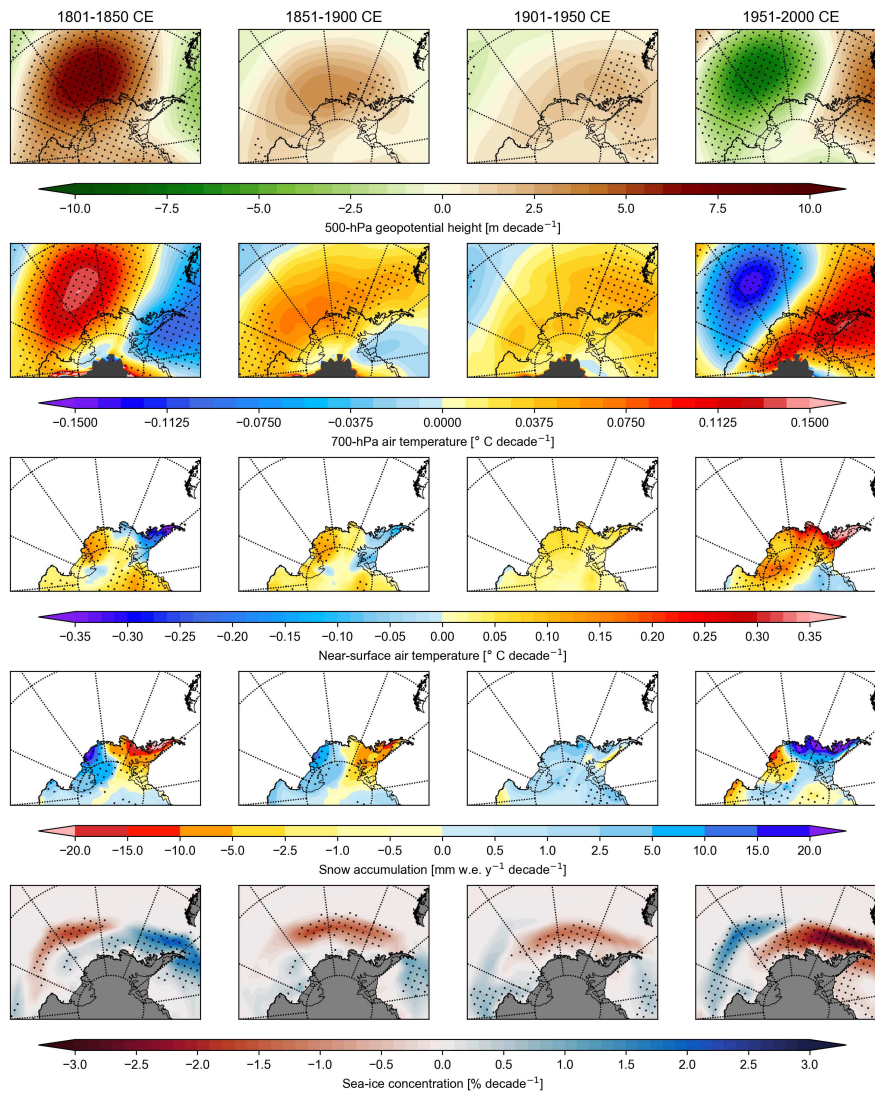 1801-1850 CE 1851-1900 CE 1901-1950 CE 1951-2000 CE
−10.0 −7.5 −5.0 −2.5 0.0 2.5 5.0 7.5 10.0
500-hPa geopotential height [m decade⁻¹]
−0.1500 −0.1125 −0.0750 −0.0375 0.0000 0.0375 0.0750 0.1125 0.1500
700-hPa air temperature [° C decade⁻¹]
−0.35 −0.30 −0.25 −0.20 −0.15 −0.10 −0.05 0.00 0.05 0.10 0.15 0.20 0.25 0.30 0.35
Near-surface air temperature [° C decade⁻¹]
−20.0 −15.0 −10.0 −5.0 −2.5 −1.0 −0.5 0.0 0.5 1.0 2.5 5.0 10.0 15.0 20.0
Snow accumulation [mm w.e. y⁻¹ decade⁻¹]
−3.0 −2.5 −2.0 −1.5 −1.0 −0.5 0.0 0.5 1.0 1.5 2.0 2.5 3.0
Sea-ice concentration [% decade⁻¹]